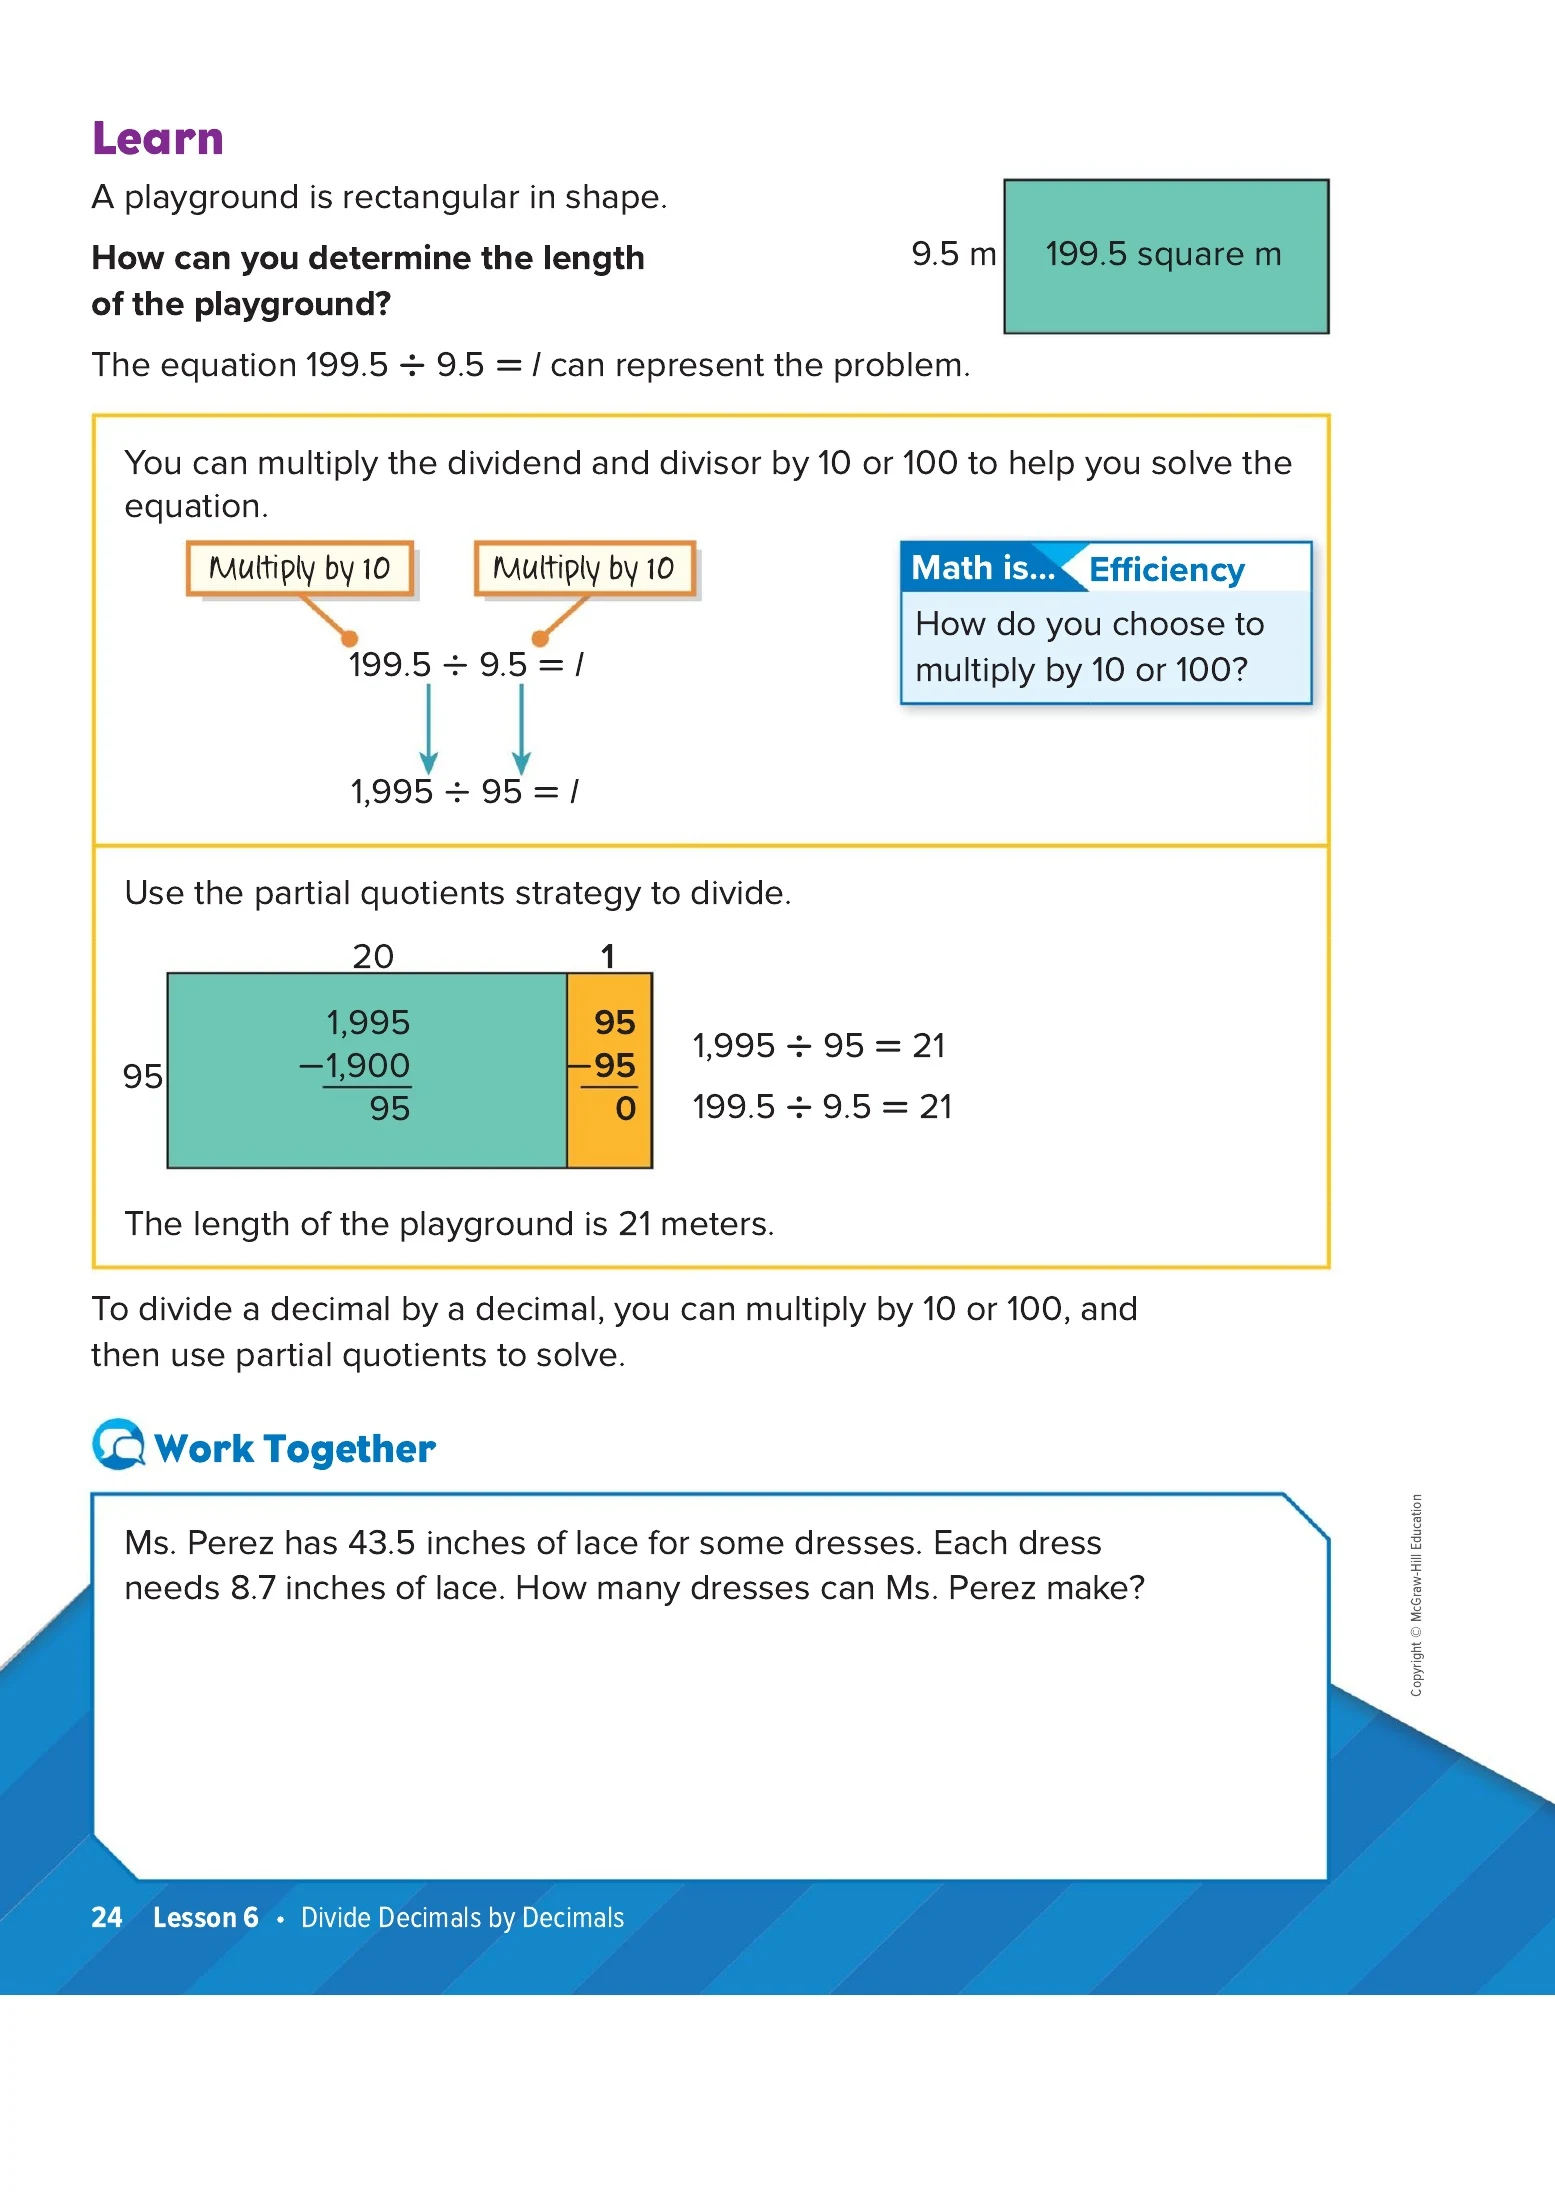 Learn
A playground is rectangular in shape.
How can you determine the length
of the playground?
9.5 m
199.5 square m
The equation 199.5 ÷ 9.5 = l can represent the problem.
You can multiply the dividend and divisor by 10 or 100 to help you solve the
equation.
Multiply by 10
Multiply by 10
199.5 ÷ 9.5 = l
1,995 ÷ 95 = l
Math is... Efficiency
How do you choose to
multiply by 10 or 100?
Use the partial quotients strategy to divide.
20
1
95
1,995
−1,900
95
95
−95
0
1,995 ÷ 95 = 21
199.5 ÷ 9.5 = 21
The length of the playground is 21 meters.
To divide a decimal by a decimal, you can multiply by 10 or 100, and
then use partial quotients to solve.
Work Together
Ms. Perez has 43.5 inches of lace for some dresses. Each dress
needs 8.7 inches of lace. How many dresses can Ms. Perez make?
Copyright © McGraw-Hill Education
24 Lesson 6 • Divide Decimals by Decimals